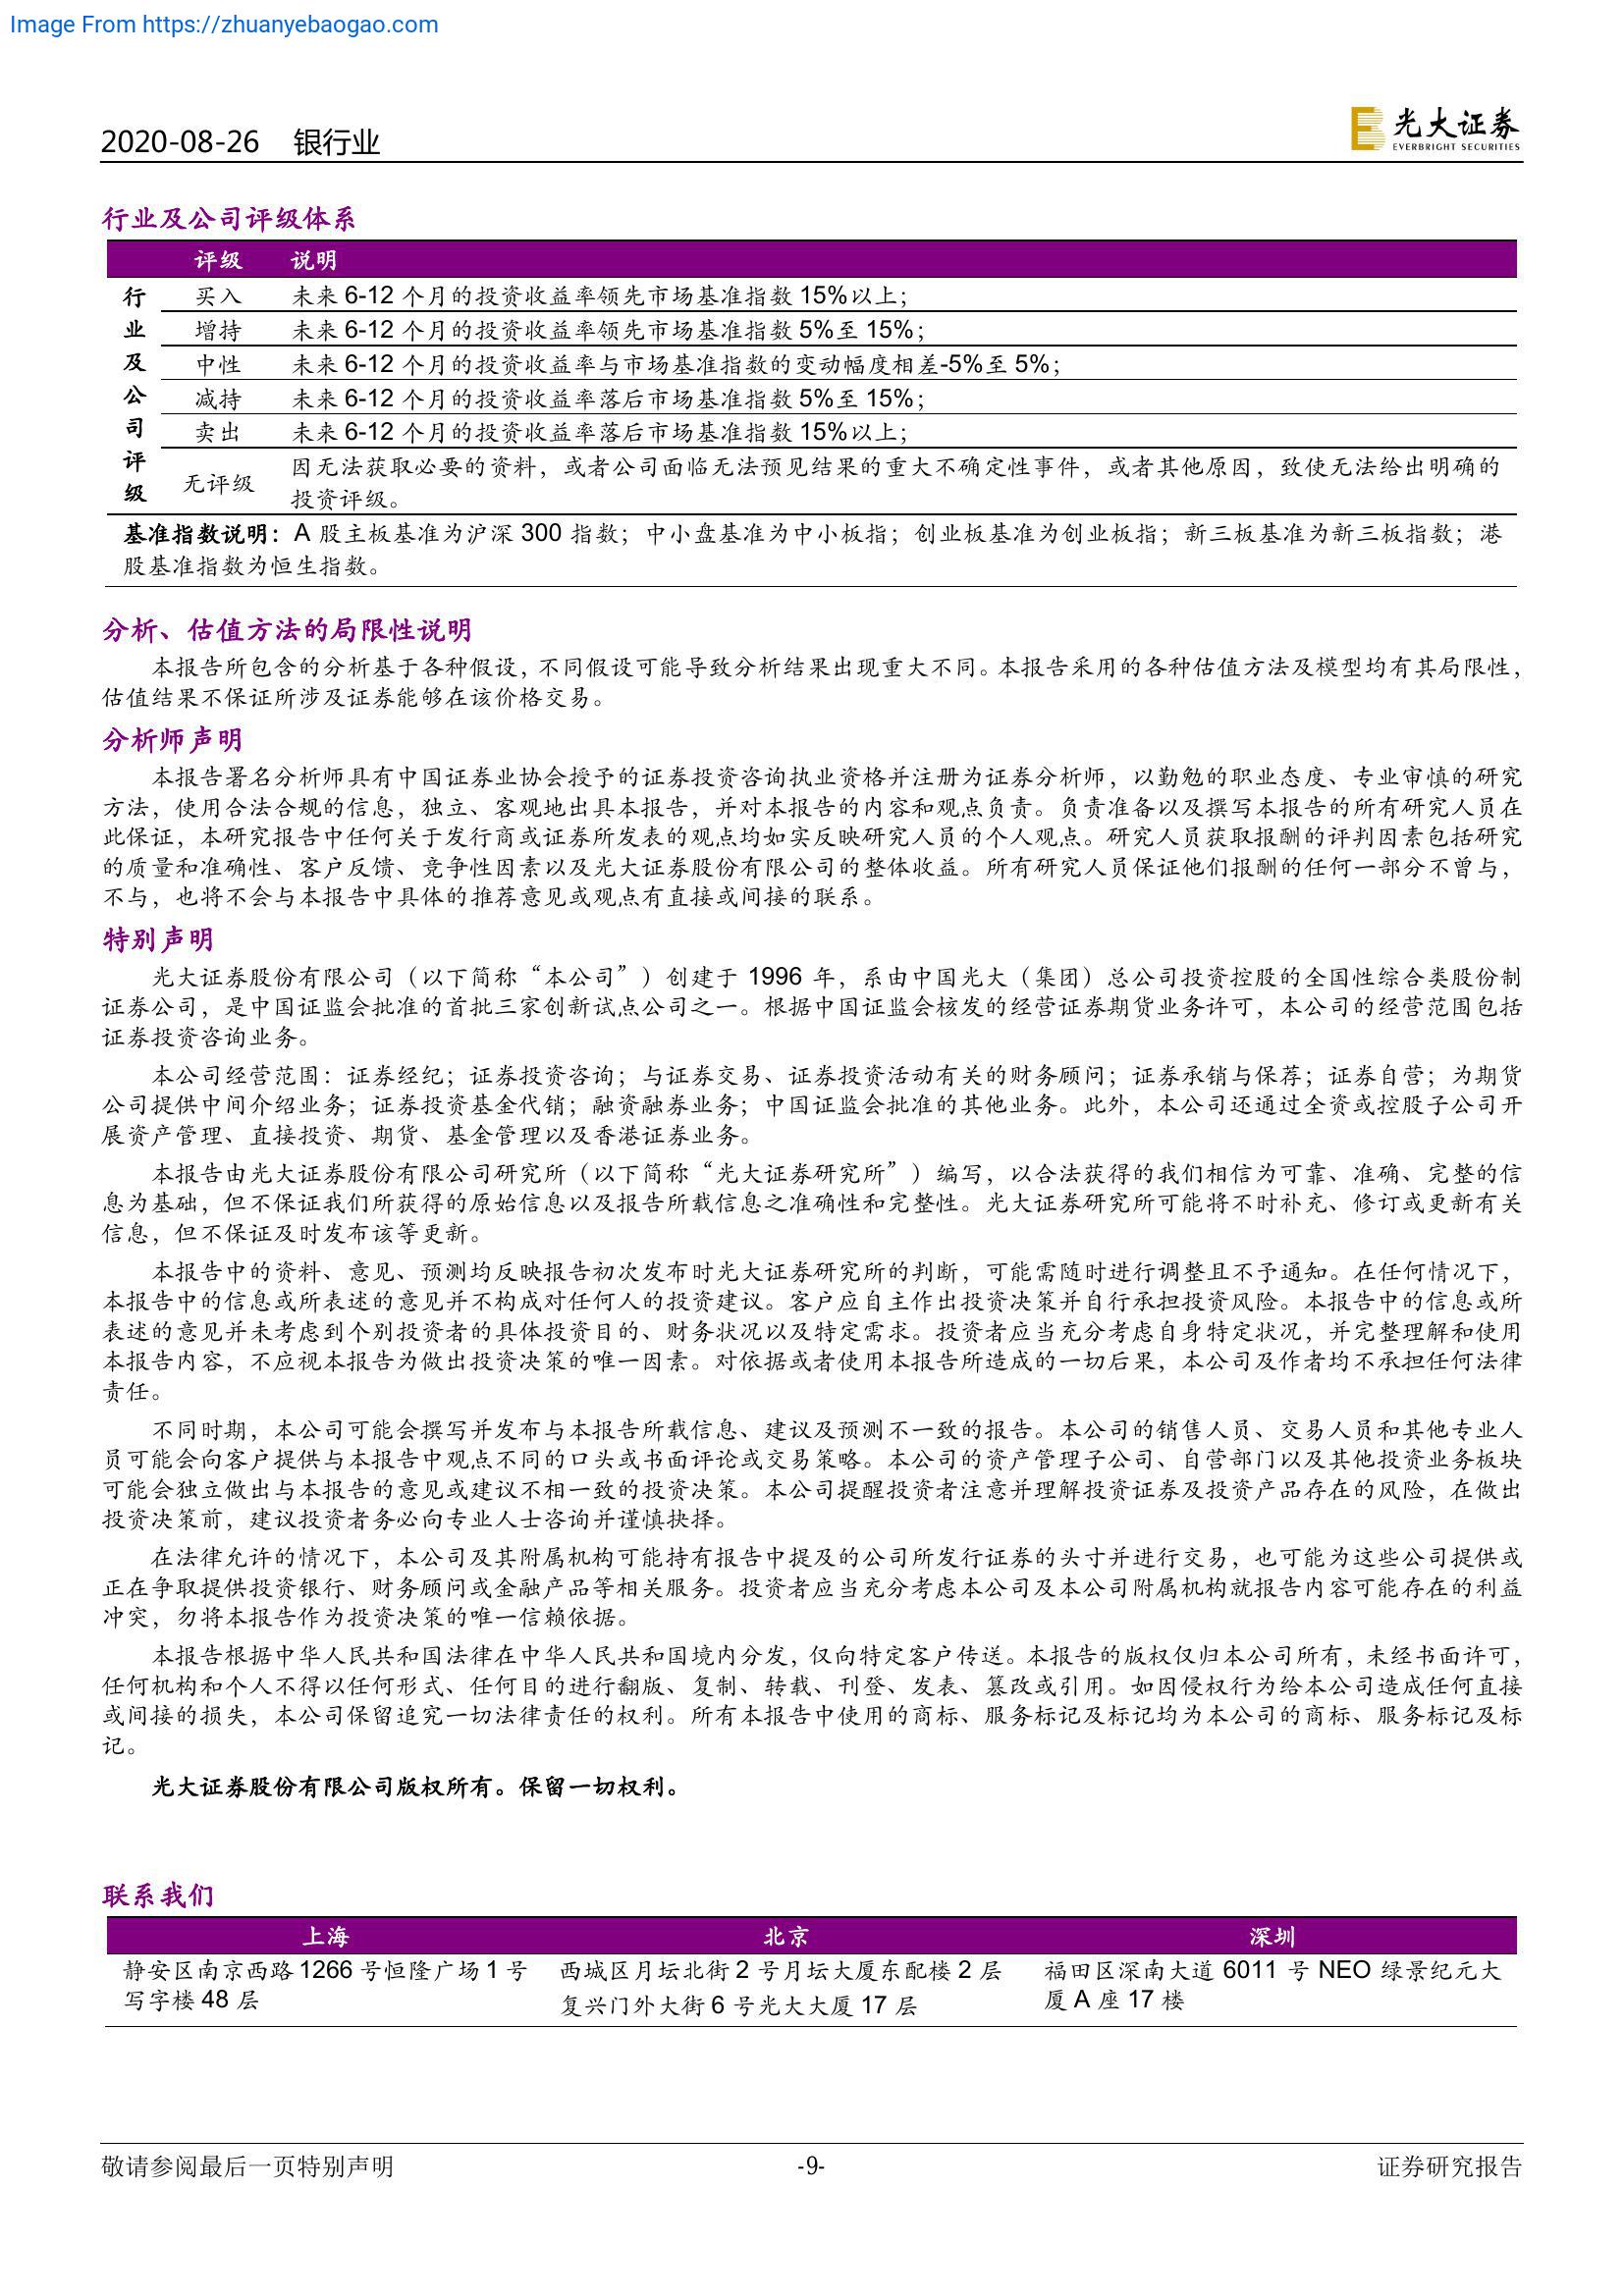 Image From https://zhuanyebaogao.com
2020-08-26 银行业
光大证券
EVERBRIGHT SECURITIES
行业及公司评级体系
评级 说明
行业及公司评级
买入 未来 6-12 个月的投资收益率领先市场基准指数 15%以上；
增持 未来 6-12 个月的投资收益率领先市场基准指数 5%至 15%；
中性 未来 6-12 个月的投资收益率与市场基准指数的变动幅度相差-5%至 5%；
减持 未来 6-12 个月的投资收益率落后市场基准指数 5%至 15%；
卖出 未来 6-12 个月的投资收益率落后市场基准指数 15%以上；
无评级 因无法获取必要的资料，或者公司面临无法预见结果的重大不确定性事件，或者其他原因，致使无法给出明确的
投资评级。
基准指数说明：A 股主板基准为沪深 300 指数；中小盘基准为中小板指；创业板基准为创业板指；新三板基准为新三板指数；港
股基准指数为恒生指数。
分析、估值方法的局限性说明
本报告所包含的分析基于各种假设，不同假设可能导致分析结果出现重大不同。本报告采用的各种估值方法及模型均有其局限性，
估值结果不保证所涉及证券能够在该价格交易。
分析师声明
本报告署名分析师具有中国证券业协会授予的证券投资咨询执业资格并注册为证券分析师，以勤勉的职业态度、专业审慎的研究
方法，使用合法合规的信息，独立、客观地出具本报告，并对本报告的内容和观点负责。负责准备以及撰写本报告的所有研究人员在
此保证，本研究报告中任何关于发行商或证券所发表的观点均如实反映研究人员的个人观点。研究人员获取报酬的评判因素包括研究
的质量和准确性、客户反馈、竞争性因素以及光大证券股份有限公司的整体收益。所有研究人员保证他们报酬的任何一部分不曾与，
不与，也将不会与本报告中具体的推荐意见或观点有直接或间接的联系。
特别声明
光大证券股份有限公司（以下简称“本公司”）创建于 1996 年，系由中国光大（集团）总公司投资控股的全国性综合类股份制
证券公司，是中国证监会批准的首批三家创新试点公司之一。根据中国证监会核发的经营证券期货业务许可，本公司的经营范围包括
证券投资咨询业务。
本公司经营范围：证券经纪；证券投资咨询；与证券交易、证券投资活动有关的财务顾问；证券承销与保荐；证券自营；为期货
公司提供中间介绍业务；证券投资基金代销；融资融券业务；中国证监会批准的其他业务。此外，本公司还通过全资或控股子公司开
展资产管理、直接投资、期货、基金管理以及香港证券业务。
本报告由光大证券股份有限公司研究所（以下简称“光大证券研究所”）编写，以合法获得的我们相信为可靠、准确、完整的信
息为基础，但不保证我们所获得的原始信息以及报告所载信息之准确性和完整性。光大证券研究所可能将不时补充、修订或更新有关
信息，但不保证及时发布该等更新。
本报告中的资料、意见、预测均反映报告初次发布时光大证券研究所的判断，可能需随时进行调整且不予通知。在任何情况下，
本报告中的信息或所表述的意见并不构成对任何人的投资建议。客户应自主作出投资决策并自行承担投资风险。本报告中的信息或所
表述的意见并未考虑到个别投资者的具体投资目的、财务状况以及特定需求。投资者应当充分考虑自身特定状况，并完整理解和使用
本报告内容，不应视本报告为做出投资决策的唯一因素。对依据或者使用本报告所造成的一切后果，本公司及作者均不承担任何法律
责任。
不同时期，本公司可能会撰写并发布与本报告所载信息、建议及预测不一致的报告。本公司的销售人员、交易人员和其他专业人
员可能会向客户提供与本报告中观点不同的口头或书面评论或交易策略。本公司的资产管理子公司、自营部门以及其他投资业务板块
可能会独立做出与本报告的意见或建议不相一致的投资决策。本公司提醒投资者注意并理解投资证券及投资产品存在的风险，在做出
投资决策前，建议投资者务必向专业人士咨询并谨慎抉择。
在法律允许的情况下，本公司及其附属机构可能持有报告中提及的公司所发行证券的头寸并进行交易，也可能为这些公司提供或
正在争取提供投资银行、财务顾问或金融产品等相关服务。投资者应当充分考虑本公司及本公司附属机构就报告内容可能存在的利益
冲突，勿将本报告作为投资决策的唯一信赖依据。
本报告根据中华人民共和国法律在中华人民共和国境内分发，仅向特定客户传送。本报告的版权仅归本公司所有，未经书面许可，
任何机构和个人不得以任何形式、任何目的进行翻版、复制、转载、刊登、发表、篡改或引用。如因侵权行为给本公司造成任何直接
或间接的损失，本公司保留追究一切法律责任的权利。所有本报告中使用的商标、服务标记及标记均为本公司的商标、服务标记及标
记。
光大证券股份有限公司版权所有。保留一切权利。
联系我们
上海 北京 深圳
静安区南京西路 1266 号恒隆广场 1 号
写字楼 48 层
西城区月坛北街 2 号月坛大厦东配楼 2 层
复兴门外大街 6 号光大大厦 17 层
福田区深南大道 6011 号 NEO 绿景纪元大
厦 A 座 17 楼
敬请参阅最后一页特别声明 -9- 证券研究报告